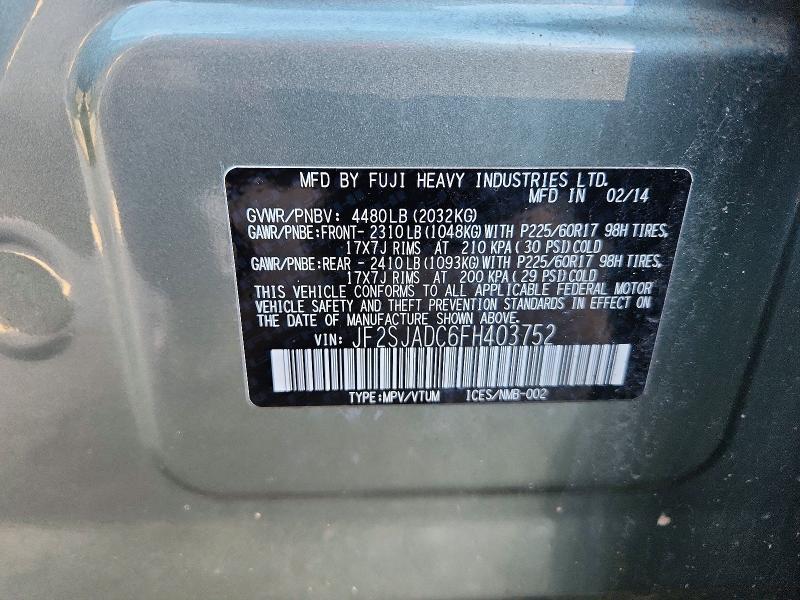 MFD BY FUJI HEAVY INDUSTRIES LTD.
MFD IN 02/14
GVWR/PNBV: 4480LB(2032KG)
GAWR/PNBE:FRONT- 2310LB(1048KG)WITH P225/60R17 98H TIRES,
17X7J RIMS AT 210 KPA(30 PSI)COLD
GAWR/PNBE:REAR - 2410LB(1093KG)WITH P225/60R17 98H TIRES,
17X7J RIMS AT 200 KPA(29 PSI)COLD
THIS VEHICLE CONFORMS TO ALL APPLICABLE FEDERAL MOTOR
VEHICLE SAFETY AND THEFT PREVENTION STANDARDS IN EFFECT ON
THE DATE OF MANUFACTURE SHOWN ABOVE.
VIN: JF2SJADC6FH403752
TYPE:MPV/VTUM ICES/NMB-002